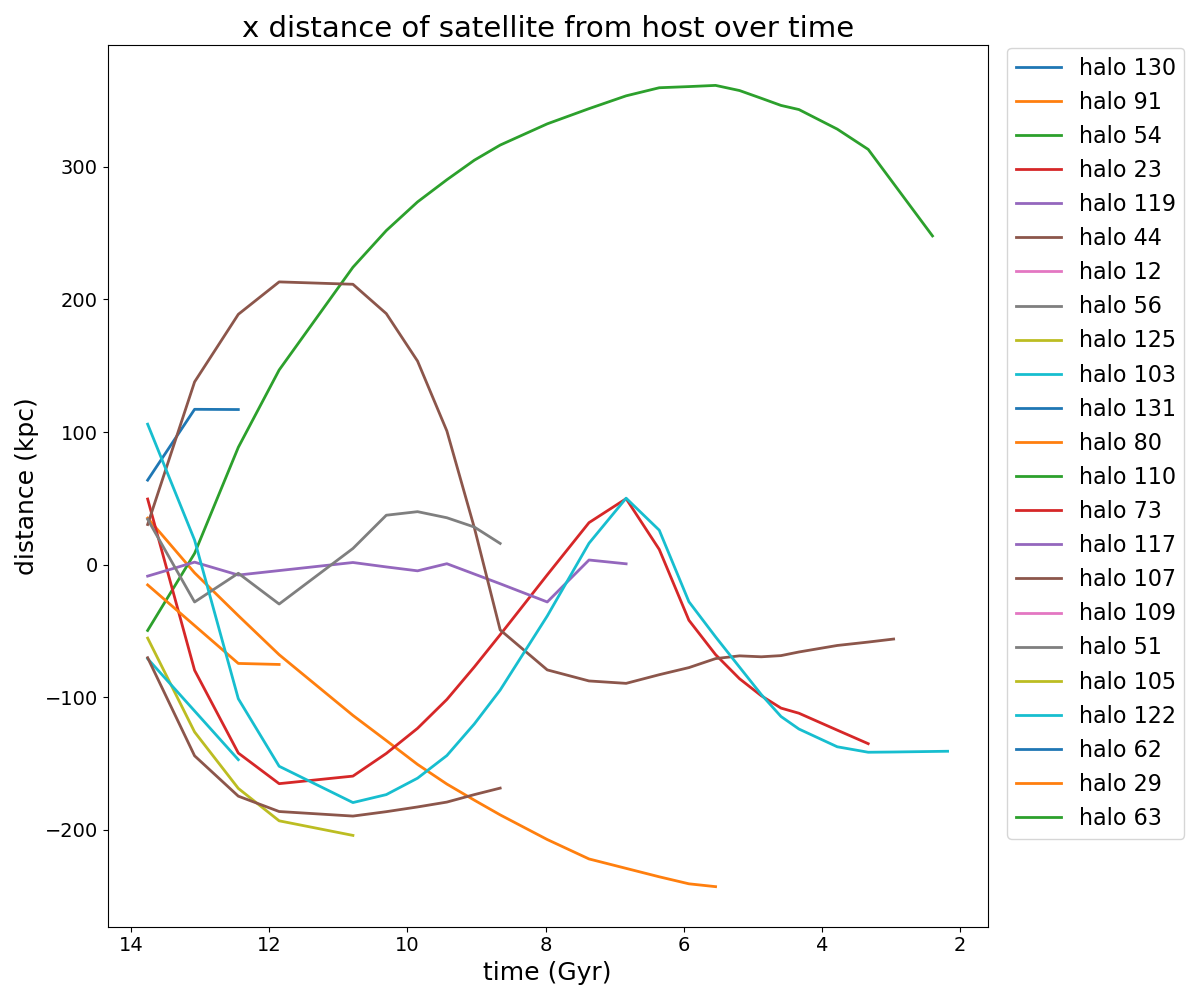 x distance of satellite from host over time
distance (kpc)
300
200
100
0
−100
−200
14 12 10 8 6 4 2
time (Gyr)
halo 130
halo 91
halo 54
halo 23
halo 119
halo 44
halo 12
halo 56
halo 125
halo 103
halo 131
halo 80
halo 110
halo 73
halo 117
halo 107
halo 109
halo 51
halo 105
halo 122
halo 62
halo 29
halo 63